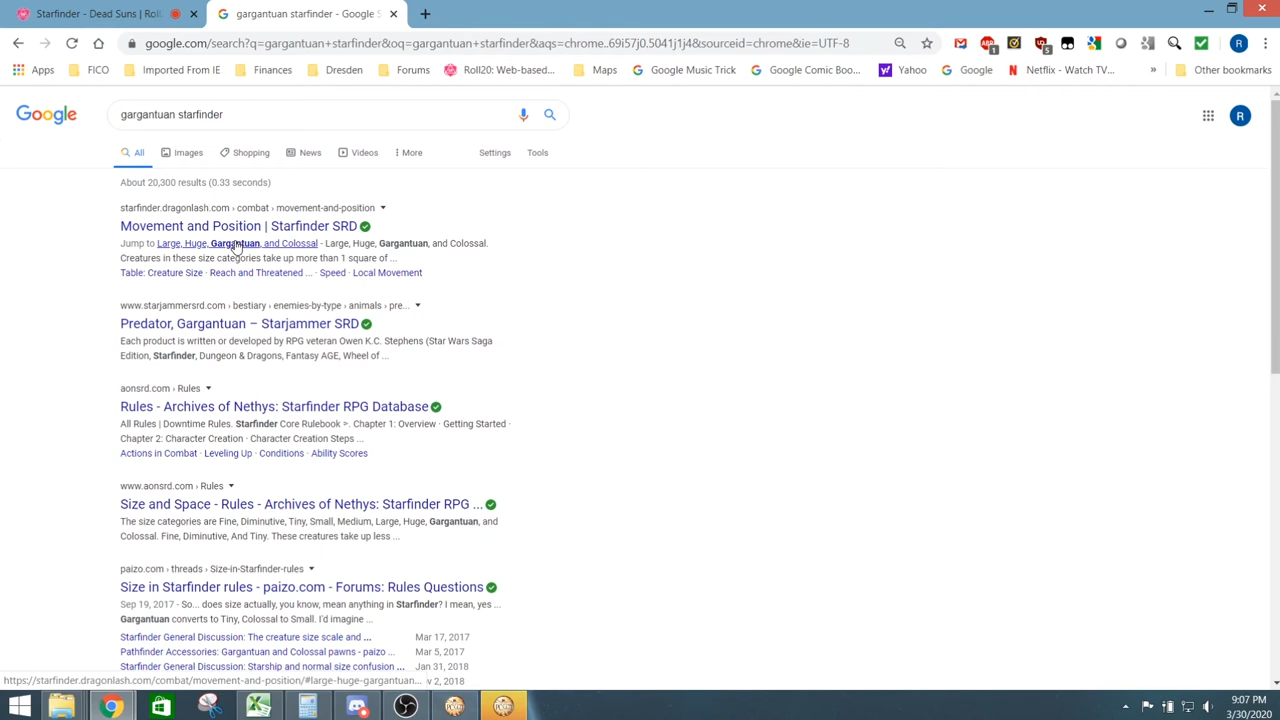 Starfinder - Dead Suns | Roll
gargantuan starfinder - Google S
google.com/search?q=gargantuan+starfinder&oq=gargantuan+starfinder&aqs=chrome..69i57j0.5041j1j4&sourceid=chrome&ie=UTF-8
Apps FICO Imported From IE Finances Dresden Forums Roll20: Web-based... Maps Google Music Trick Google Comic Boo... Yahoo Google Netflix - Watch TV... » Other bookmarks
Google gargantuan starfinder R
All Images Shopping News Videos More Settings Tools
About 20,300 results (0.33 seconds)
starfinder.dragonlash.com › combat › movement-and-position
Movement and Position | Starfinder SRD
Jump to Large, Huge, Gargantuan, and Colossal - Large, Huge, Gargantuan, and Colossal.
Creatures in these size categories take up more than 1 square of ...
Table: Creature Size · Reach and Threatened ... · Speed · Local Movement
www.starjammersrd.com › bestiary › enemies-by-type › animals › pre...
Predator, Gargantuan – Starjammer SRD
Each product is written or developed by RPG veteran Owen K.C. Stephens (Star Wars Saga
Edition, Starfinder, Dungeon & Dragons, Fantasy AGE, Wheel of ...
aonsrd.com › Rules
Rules - Archives of Nethys: Starfinder RPG Database
All Rules | Downtime Rules. Starfinder Core Rulebook >. Chapter 1: Overview · Getting Started ·
Chapter 2: Character Creation · Character Creation Steps ...
Actions in Combat · Leveling Up · Conditions · Ability Scores
www.aonsrd.com › Rules
Size and Space - Rules - Archives of Nethys: Starfinder RPG ...
The size categories are Fine, Diminutive, Tiny, Small, Medium, Large, Huge, Gargantuan, and
Colossal. Fine, Diminutive, And Tiny. These creatures take up less ...
paizo.com › threads › Size-in-Starfinder-rules
Size in Starfinder rules - paizo.com - Forums: Rules Questions
Sep 19, 2017 - So... does size actually, you know, mean anything in Starfinder? I mean, yes ...
Gargantuan converts to Tiny, Colossal to Small. I'd imagine ...
Starfinder General Discussion: The creature size scale and ... Mar 17, 2017
Pathfinder Accessories: Gargantuan and Colossal pawns - paizo ... Mar 5, 2017
Starfinder General Discussion: Starship and normal size confusion ... Jan 31, 2018
https://starfinder.dragonlash.com/combat/movement-and-position/#large-huge-gargantuan... v 2, 2018
9:07 PM
3/30/2020